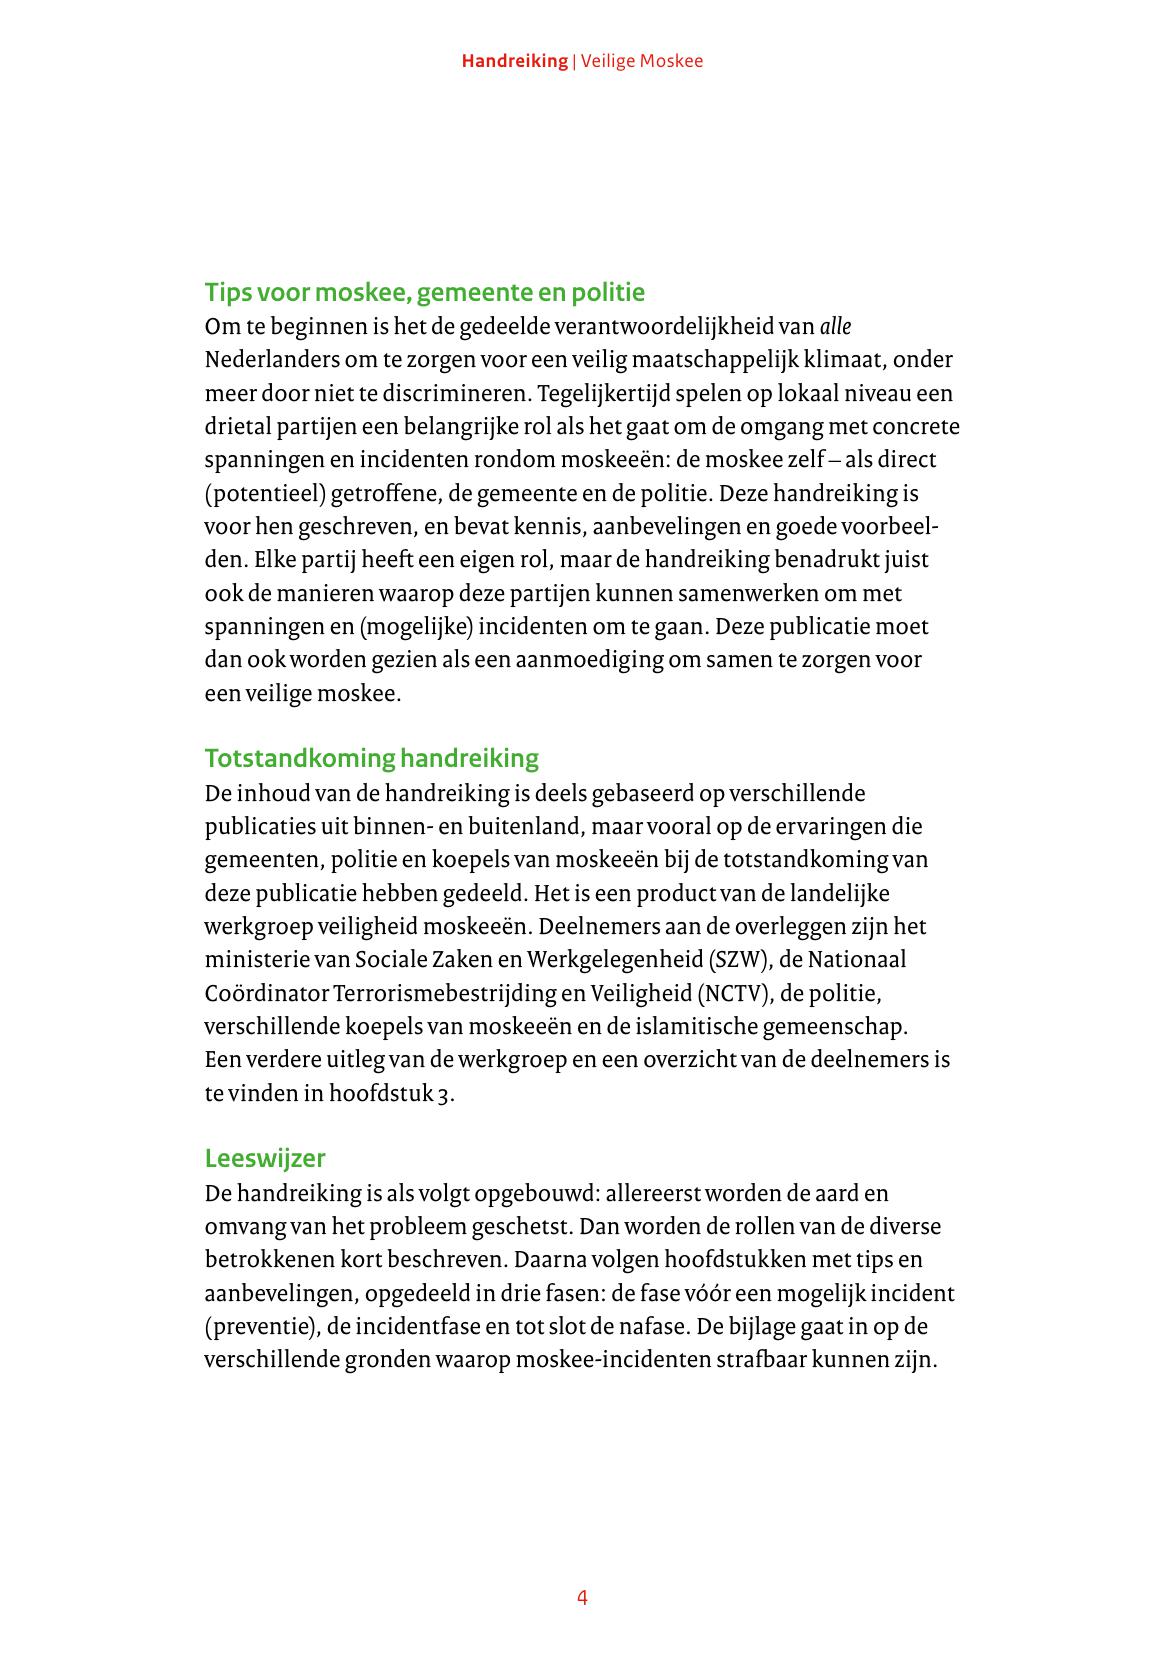 Handreiking | Veilige Moskee
Tips voor moskee, gemeente en politie
Om te beginnen is het de gedeelde verantwoordelijkheid van alle
Nederlanders om te zorgen voor een veilig maatschappelijk klimaat, onder
meer door niet te discrimineren. Tegelijkertijd spelen op lokaal niveau een
drietal partijen een belangrijke rol als het gaat om de omgang met concrete
spanningen en incidenten rondom moskeeën: de moskee zelf – als direct
(potentieel) getroffene, de gemeente en de politie. Deze handreiking is
voor hen geschreven, en bevat kennis, aanbevelingen en goede voorbeel-
den. Elke partij heeft een eigen rol, maar de handreiking benadrukt juist
ook de manieren waarop deze partijen kunnen samenwerken om met
spanningen en (mogelijke) incidenten om te gaan. Deze publicatie moet
dan ook worden gezien als een aanmoediging om samen te zorgen voor
een veilige moskee.
Totstandkoming handreiking
De inhoud van de handreiking is deels gebaseerd op verschillende
publicaties uit binnen- en buitenland, maar vooral op de ervaringen die
gemeenten, politie en koepels van moskeeën bij de totstandkoming van
deze publicatie hebben gedeeld. Het is een product van de landelijke
werkgroep veiligheid moskeeën. Deelnemers aan de overleggen zijn het
ministerie van Sociale Zaken en Werkgelegenheid (SZW), de Nationaal
Coördinator Terrorismebestrijding en Veiligheid (NCTV), de politie,
verschillende koepels van moskeeën en de islamitische gemeenschap.
Een verdere uitleg van de werkgroep en een overzicht van de deelnemers is
te vinden in hoofdstuk 3.
Leeswijzer
De handreiking is als volgt opgebouwd: allereerst worden de aard en
omvang van het probleem geschetst. Dan worden de rollen van de diverse
betrokkenen kort beschreven. Daarna volgen hoofdstukken met tips en
aanbevelingen, opgedeeld in drie fasen: de fase vóór een mogelijk incident
(preventie), de incidentfase en tot slot de nafase. De bijlage gaat in op de
verschillende gronden waarop moskee-incidenten strafbaar kunnen zijn.
4